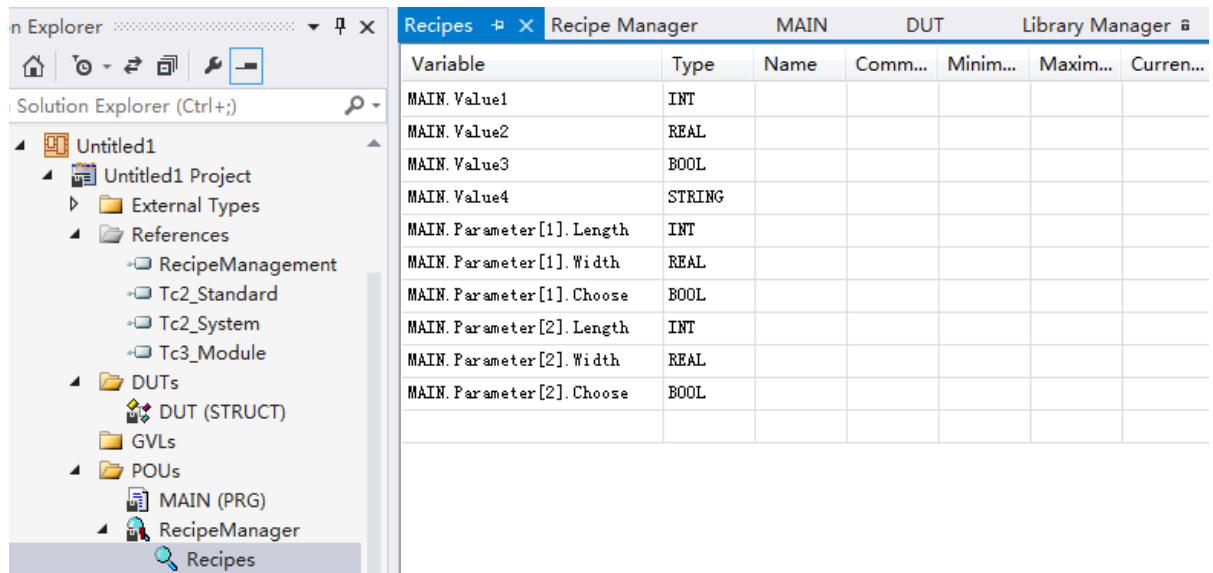 n Explorer
Solution Explorer (Ctrl+;)
Untitled1
Untitled1 Project
External Types
References
RecipeManagement
Tc2_Standard
Tc2_System
Tc3_Module
DUTs
DUT (STRUCT)
GVLs
POUs
MAIN (PRG)
RecipeManager
Recipes
Recipes Recipe Manager MAIN DUT Library Manager
Variable Type Name Comm... Minim... Maxim... Curren...
MAIN.Value1 INT
MAIN.Value2 REAL
MAIN.Value3 BOOL
MAIN.Value4 STRING
MAIN.Parameter[1].Length INT
MAIN.Parameter[1].Width REAL
MAIN.Parameter[1].Choose BOOL
MAIN.Parameter[2].Length INT
MAIN.Parameter[2].Width REAL
MAIN.Parameter[2].Choose BOOL